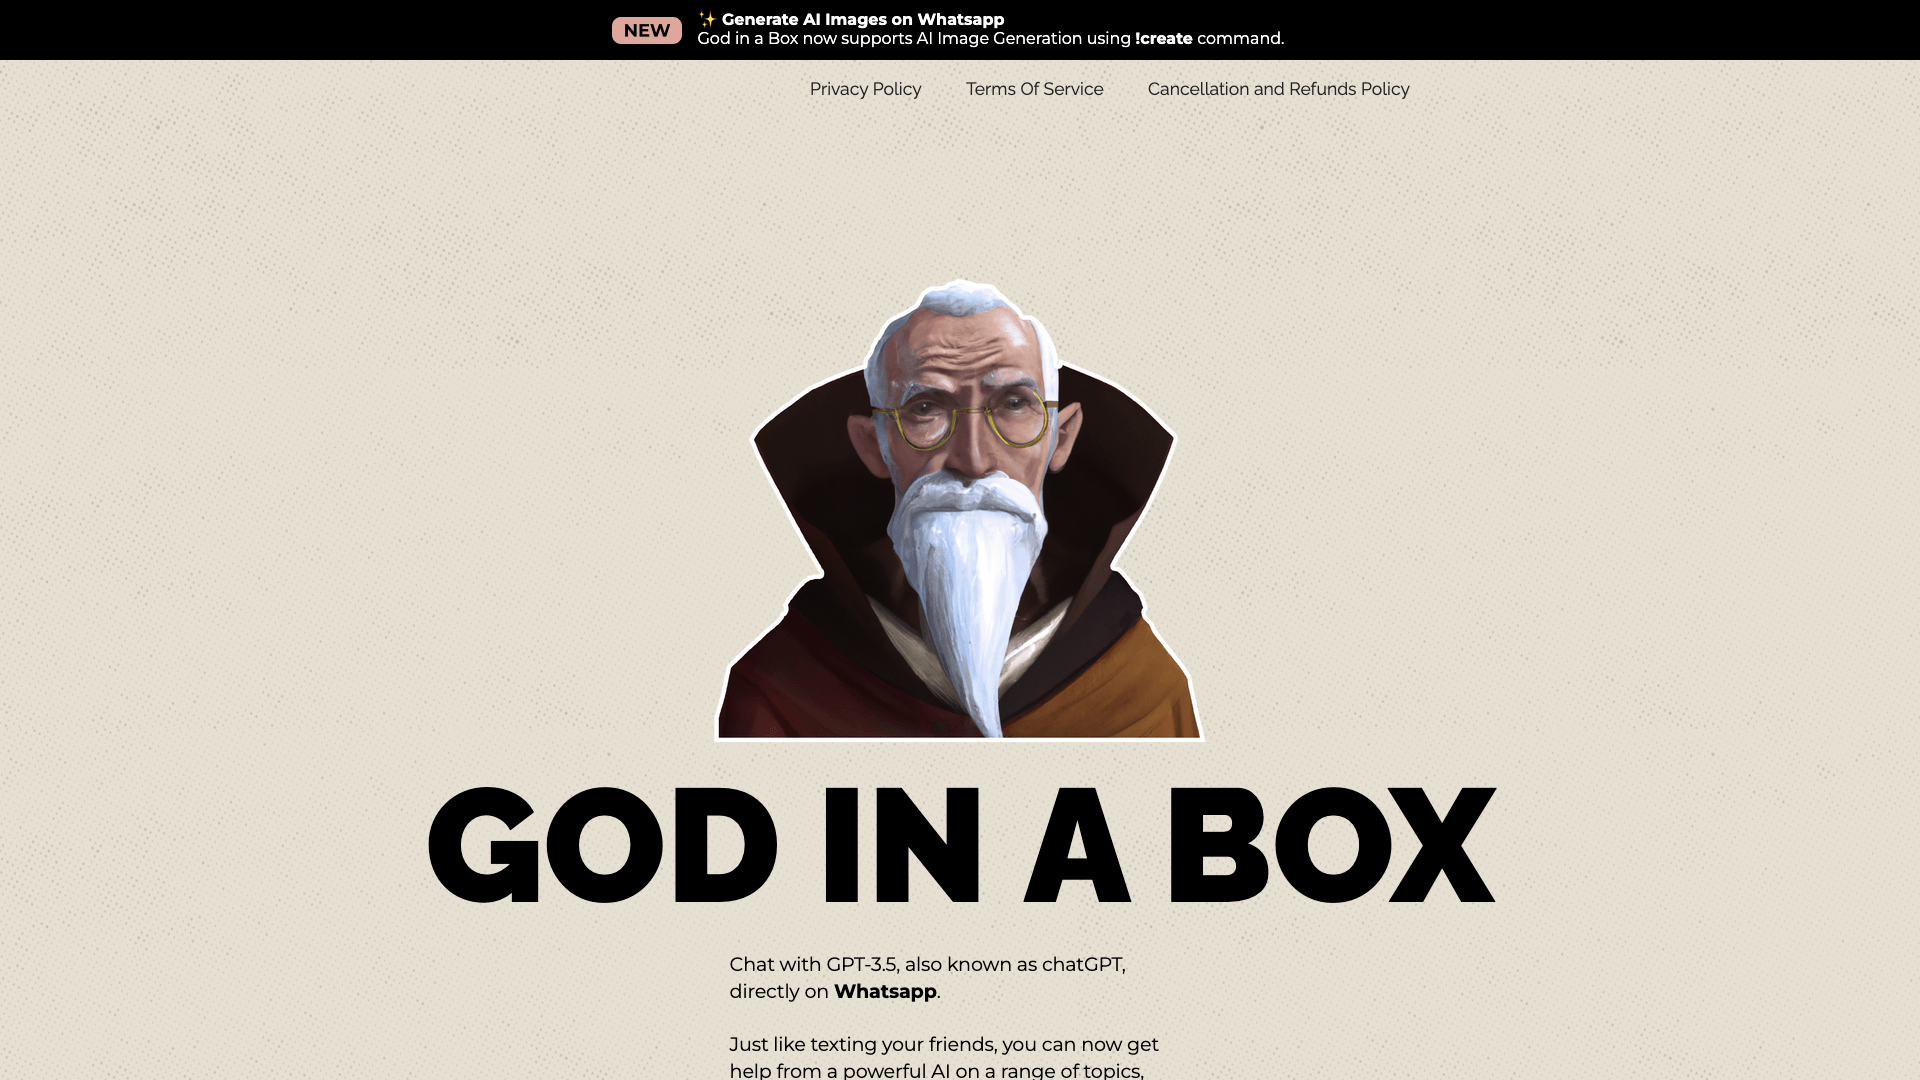 NEW
✨ Generate AI Images on Whatsapp
God in a Box now supports AI Image Generation using !create command.
Privacy Policy
Terms Of Service
Cancellation and Refunds Policy
GOD IN A BOX
Chat with GPT-3.5, also known as chatGPT,
directly on Whatsapp.
Just like texting your friends, you can now get
help from a powerful AI on a range of topics,